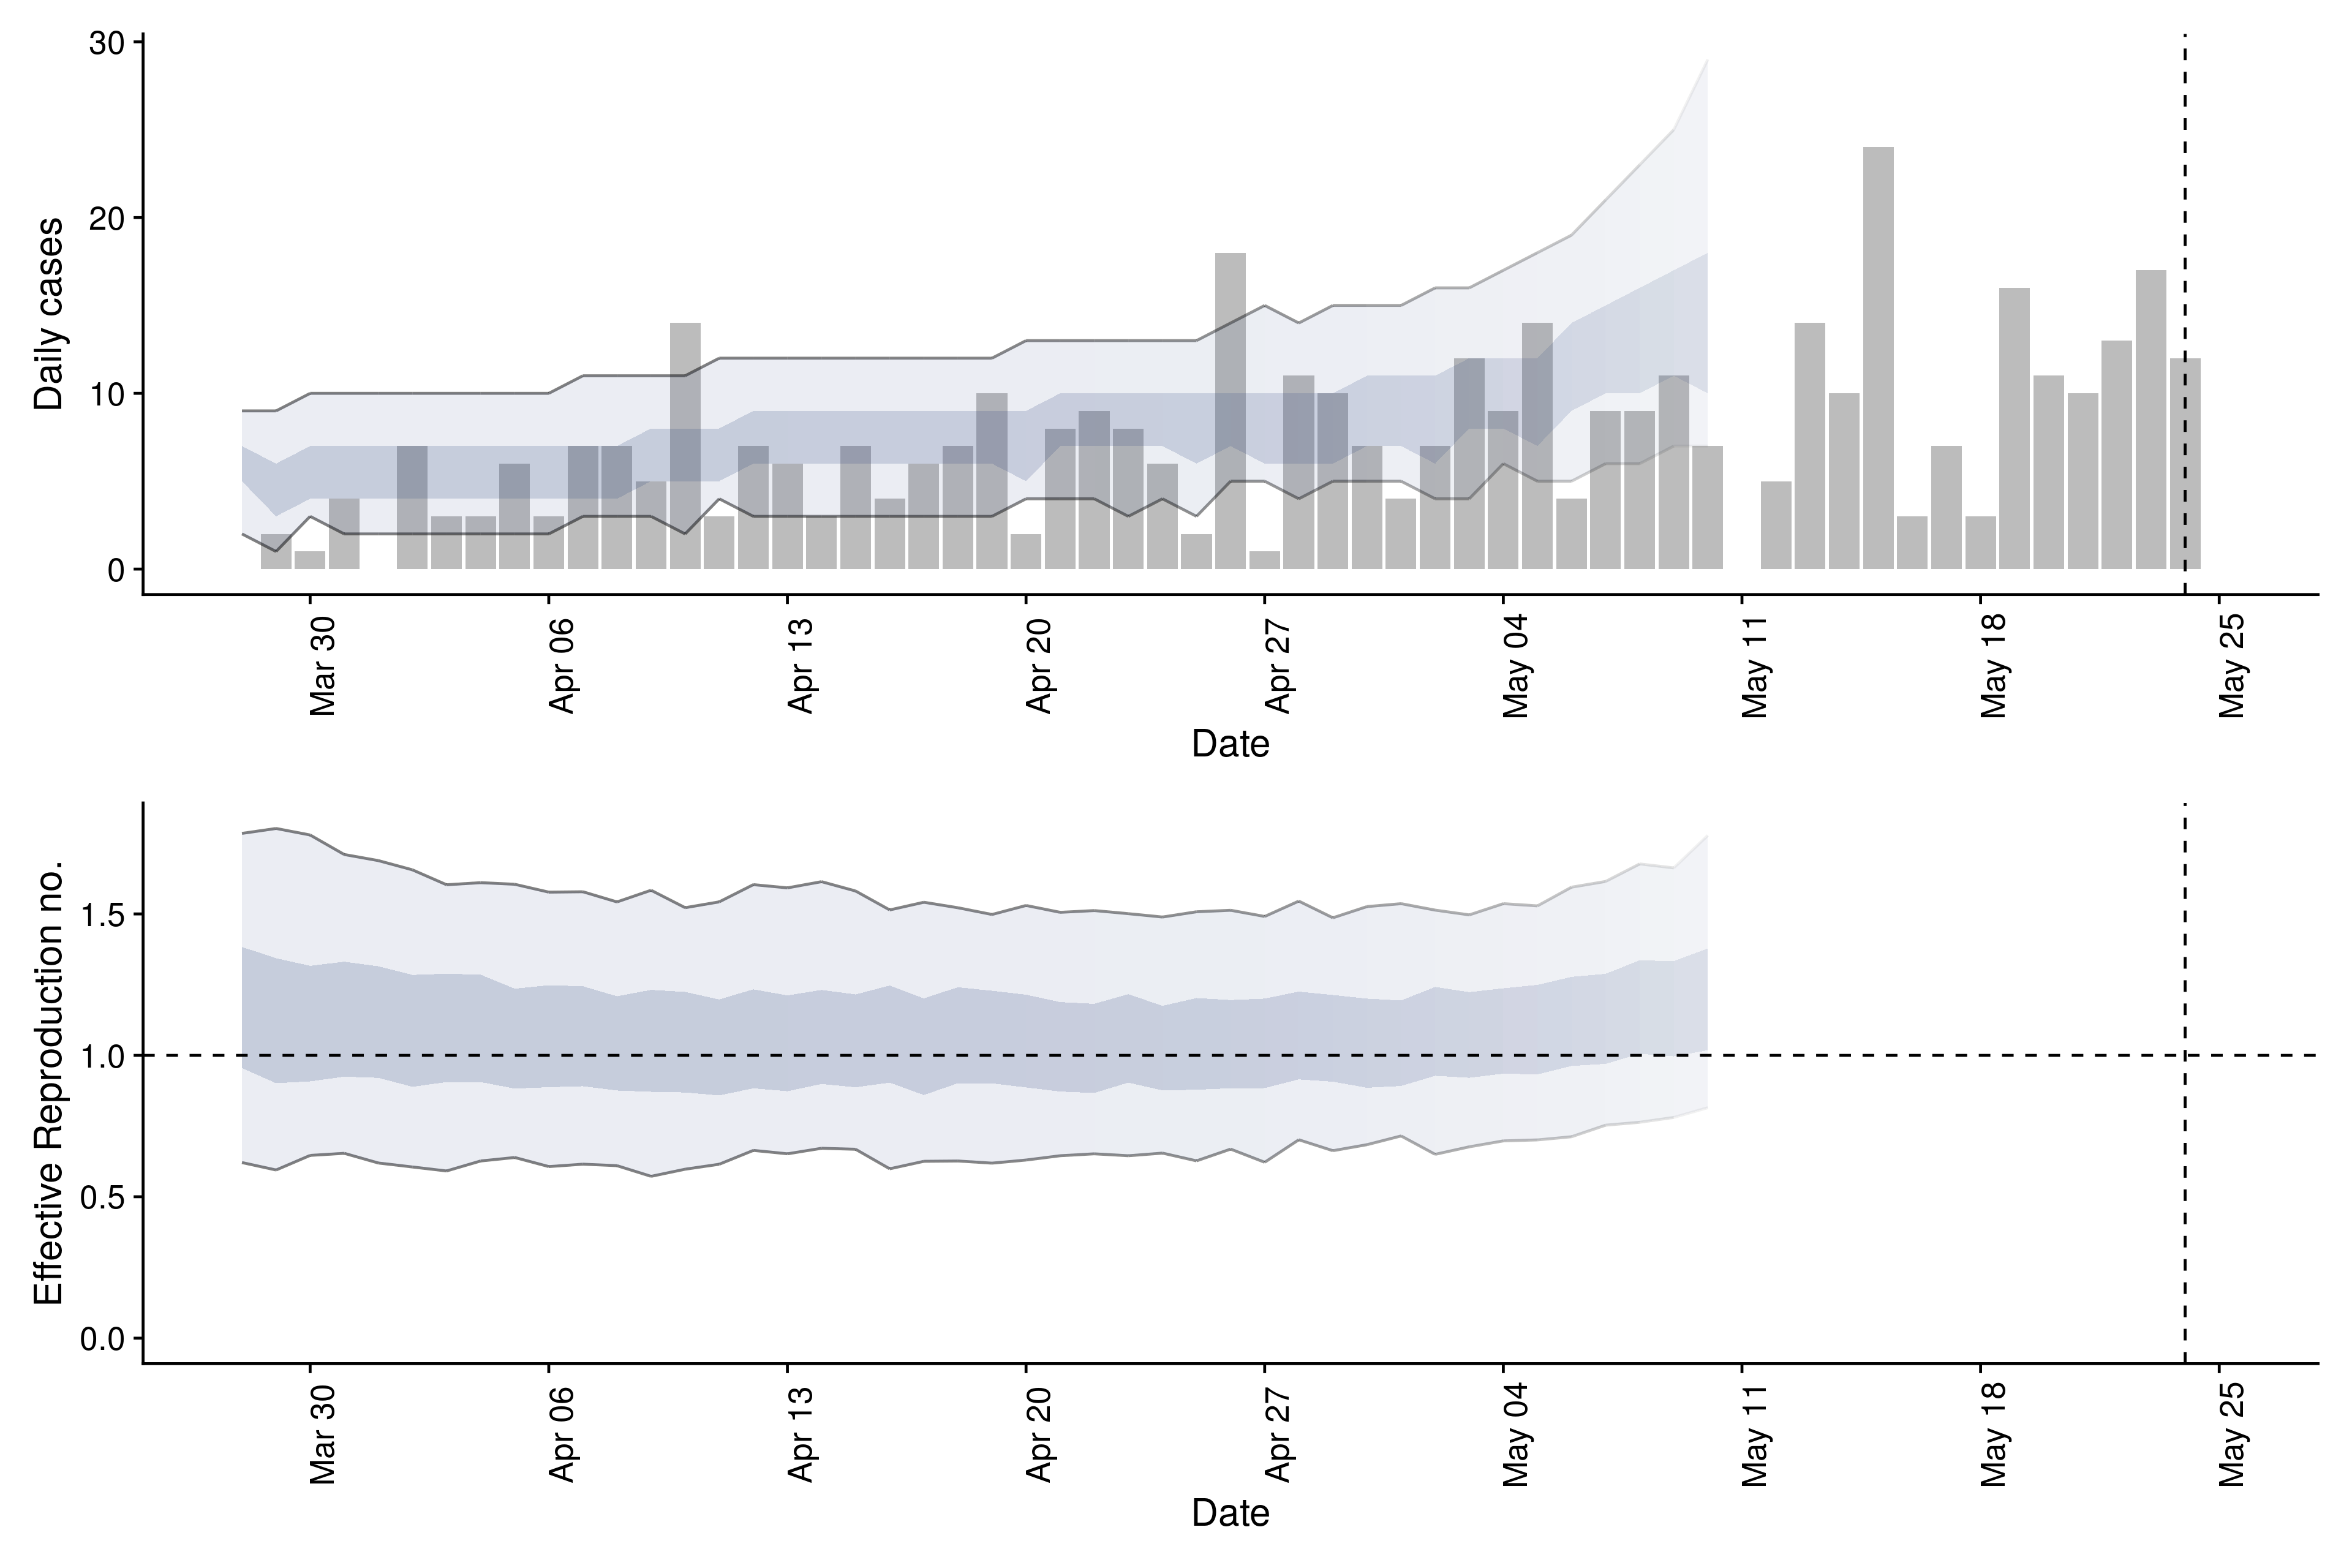 Daily cases
30
20
10
0
Mar 30
Apr 06
Apr 13
Apr 20
Apr 27
May 04
May 11
May 18
May 25
Date
Effective Reproduction no.
1.5
1.0
0.5
0.0
Mar 30
Apr 06
Apr 13
Apr 20
Apr 27
May 04
May 11
May 18
May 25
Date